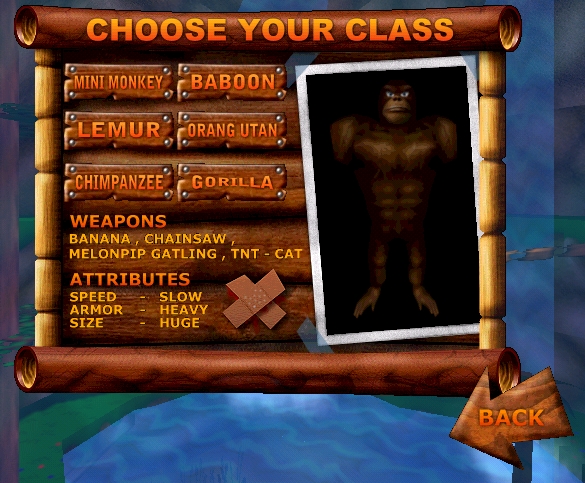 CHOOSE YOUR CLASS
MINI MONKEY BABOON
LEMUR ORANG UTAN
CHIMPANZEE GORILLA
WEAPONS
BANANA , CHAINSAW ,
MELONPIP GATLING , TNT - CAT
ATTRIBUTES
SPEED - SLOW
ARMOR - HEAVY
SIZE - HUGE
BACK